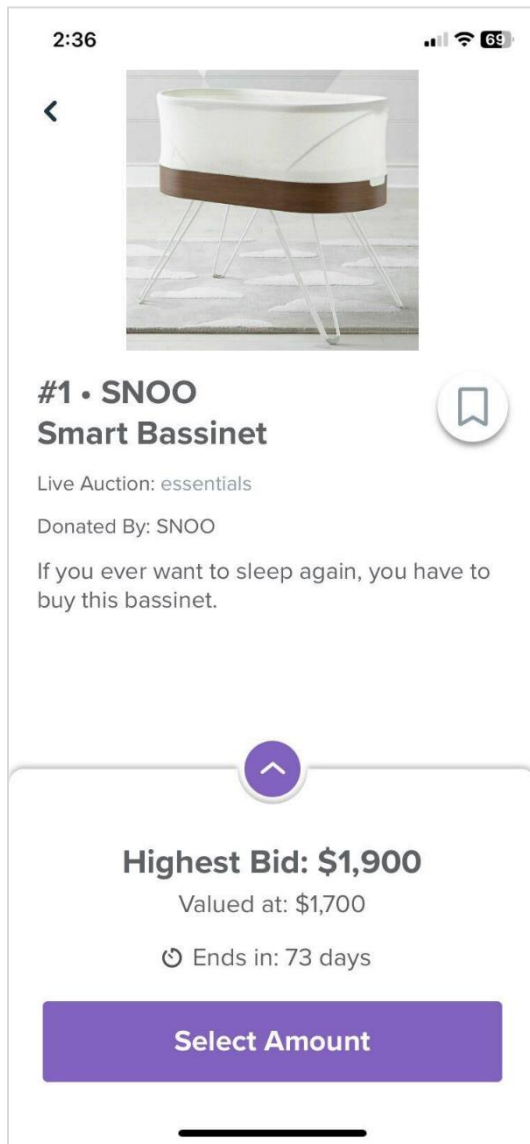 2:36
69
#1 • SNOO
Smart Bassinet
Live Auction: essentials
Donated By: SNOO
If you ever want to sleep again, you have to
buy this bassinet.
Highest Bid: $1,900
Valued at: $1,700
Ends in: 73 days
Select Amount